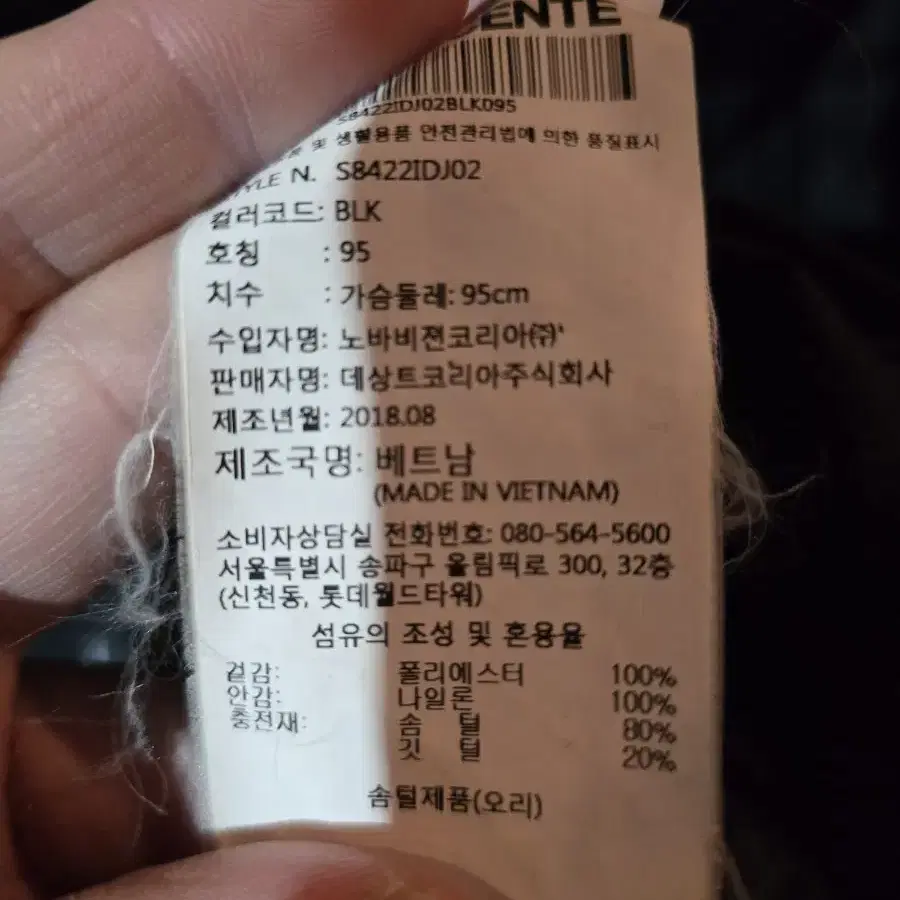 ENTE
S8422IDJ02BLK095
및 생활용품 안전관리법에 의한 품질표시
STYLE N. S8422IDJ02
컬러코드: BLK
호칭 : 95
치수 : 가슴둘레: 95cm
수입자명: 노바비젼코리아㈜
판매자명: 데상트코리아주식회사
제조년월: 2018.08
제조국명: 베트남
(MADE IN VIETNAM)
소비자상담실 전화번호: 080-564-5600
서울특별시 송파구 올림픽로 300, 32층
(신천동, 롯데월드타워)
섬유의 조성 및 혼용율
겉감: 폴리에스터 100%
안감: 나일론 100%
충전재: 솜 털 80%
깃 털 20%
솜털제품(오리)